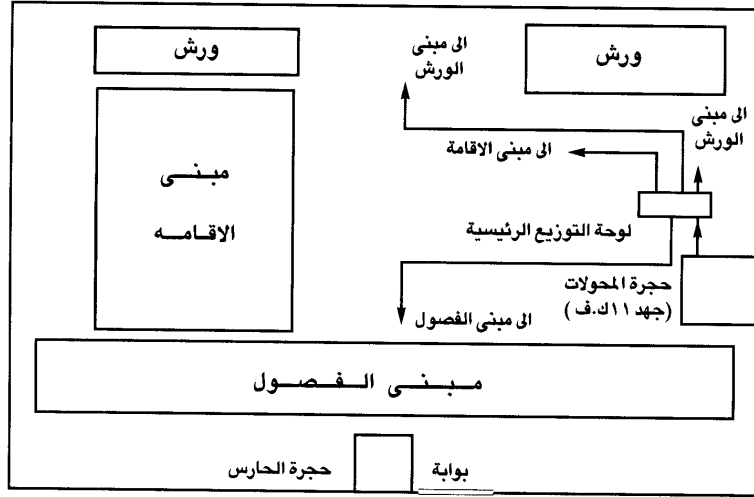 ورش
الى مبنى
الورش
ورش
الى مبنى
الورش
الى مبنى الاقامة
مبنى
الاقامه
لوحة التوزيع الرئيسية
حجرة المحولات
(جهد ١١ك.ف)
الى مبنى الفصول
مبنى الفصول
بوابة
حجرة الحارس